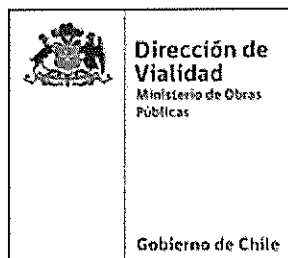 Dirección de
Vialidad
Ministerio de Obras
Públicas
Gobierno de Chile